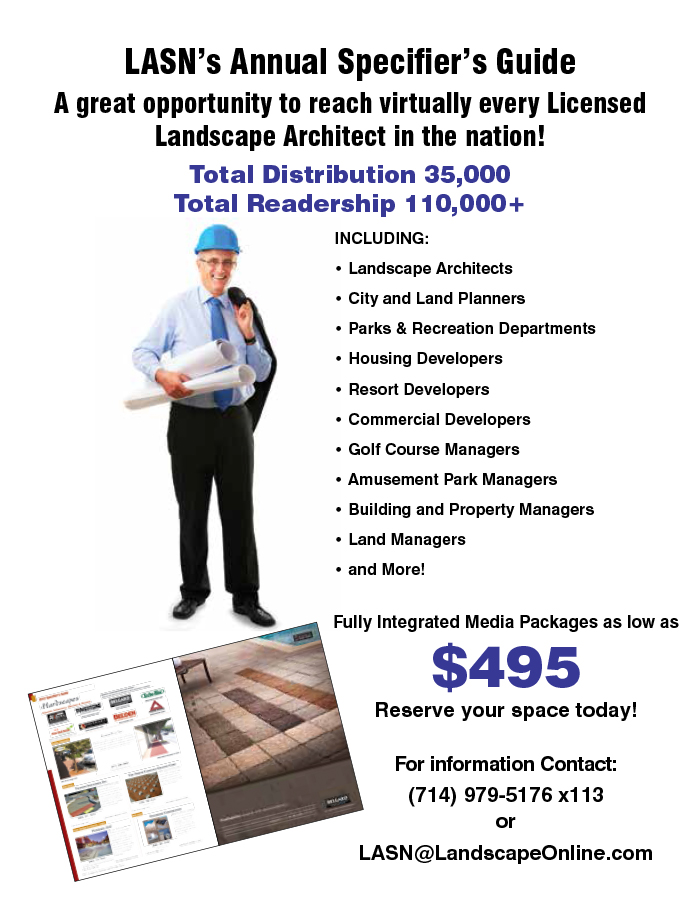 LASN’s Annual Specifier’s Guide
A great opportunity to reach virtually every Licensed
Landscape Architect in the nation!
Total Distribution 35,000
Total Readership 110,000+
INCLUDING:
• Landscape Architects
• City and Land Planners
• Parks & Recreation Departments
• Housing Developers
• Resort Developers
• Commercial Developers
• Golf Course Managers
• Amusement Park Managers
• Building and Property Managers
• Land Managers
• and More!
Fully Integrated Media Packages as low as
$495
Reserve your space today!
For information Contact:
(714) 979-5176 x113
or
LASN@LandscapeOnline.com
Hardscapes
BELGARD